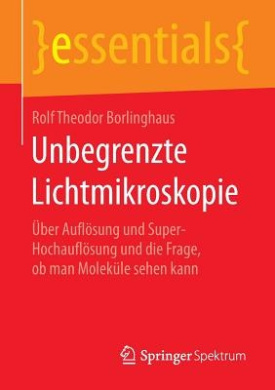 }essentials{
Rolf Theodor Borlinghaus
Unbegrenzte
Lichtmikroskopie
Über Auflösung und Super-
Hochauflösung und die Frage,
ob man Moleküle sehen kann
Springer Spektrum